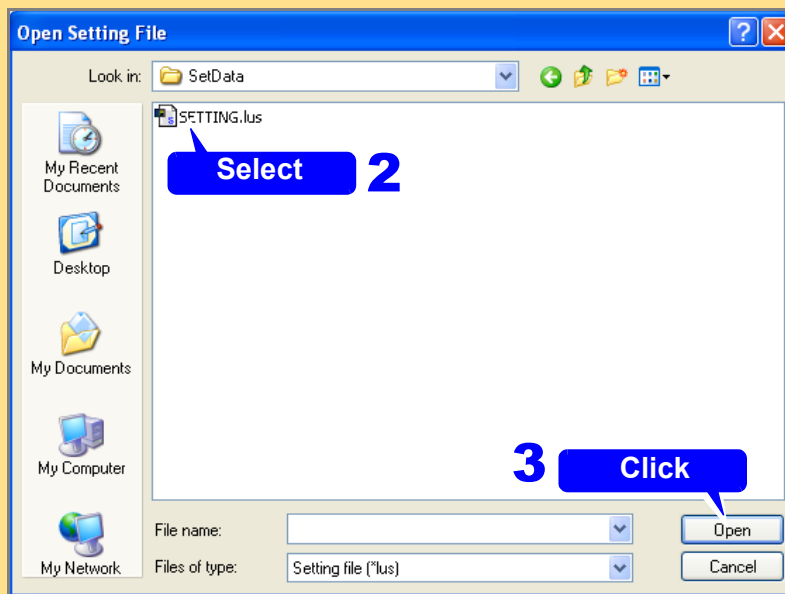 Open Setting File
Look in: SetData
SETTING.lus
Select 2
My Recent
Documents
Desktop
My Documents
My Computer
3 Click
File name: Open
My Network Files of type: Setting file (*lus) Cancel